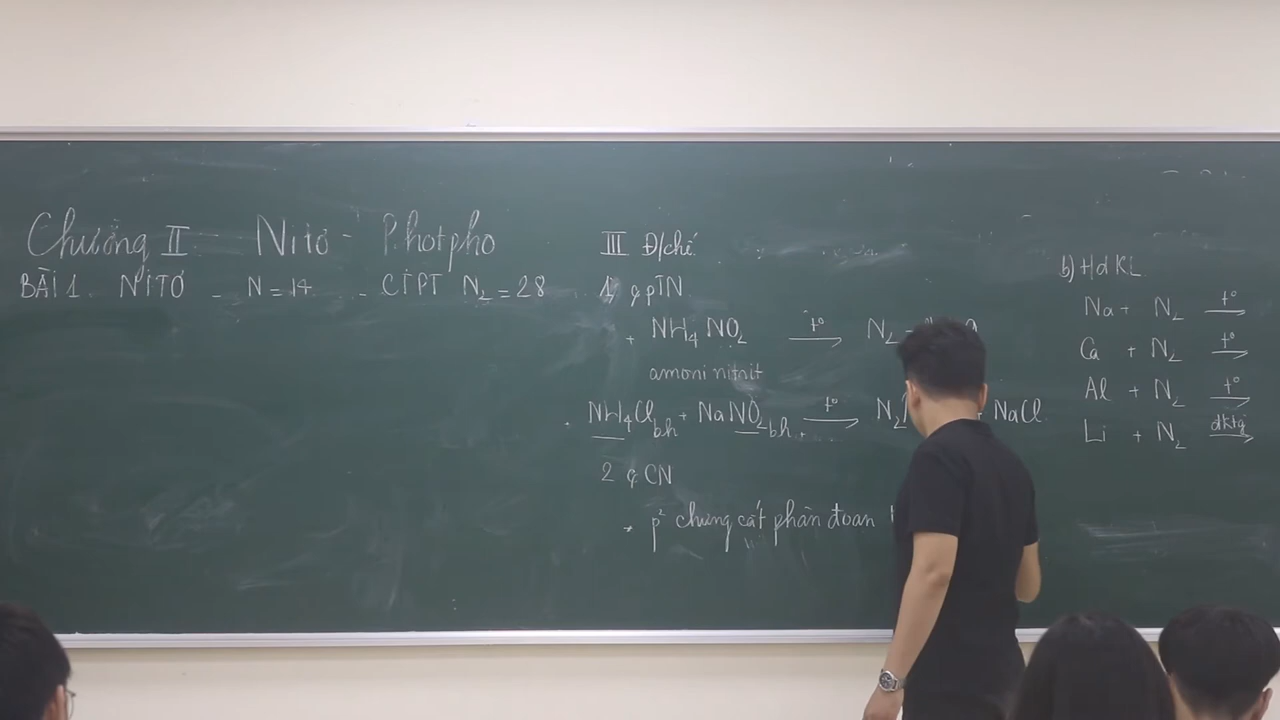 Chương II Nitơ - Photpho
BÀI 1 NITƠ - N = 14 - CTPT N₂ = 28
III Đ/chế
1, ptN
+ NH₄NO₂ —t°→ N₂
amoni nitrit
NH₄Cl bh + NaNO₂ bh —t°→ N₂ + NaCl
2 CN
p² chưng cất phân đoạn
b) t/d KL
Na + N₂ —t°→
Ca + N₂ —t°→
Al + N₂ —t°→
Li + N₂ —đktg→